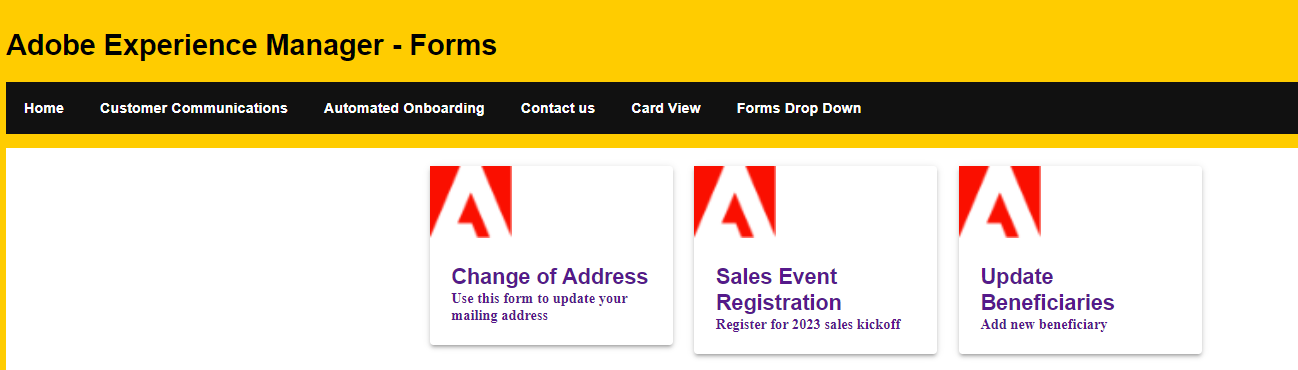 Adobe Experience Manager - Forms
Home Customer Communications Automated Onboarding Contact us Card View Forms Drop Down
Change of Address
Use this form to update your
mailing address
Sales Event
Registration
Register for 2023 sales kickoff
Update
Beneficiaries
Add new beneficiary